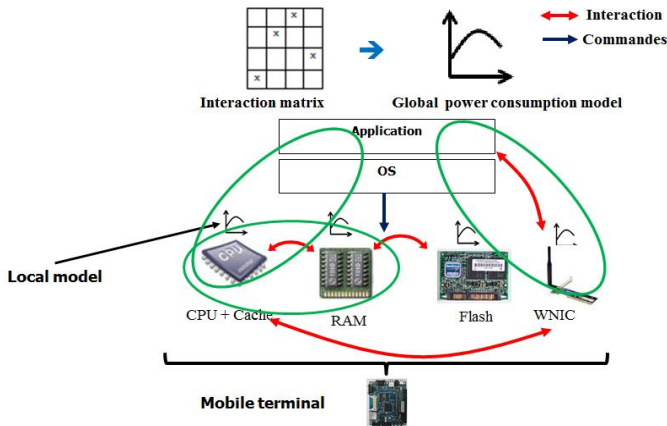 x
x
x
x
Interaction
Commandes
Interaction matrix
Global power consumption model
Application
OS
Local model
CPU
CPU + Cache
RAM
Flash
WNIC
Mobile terminal